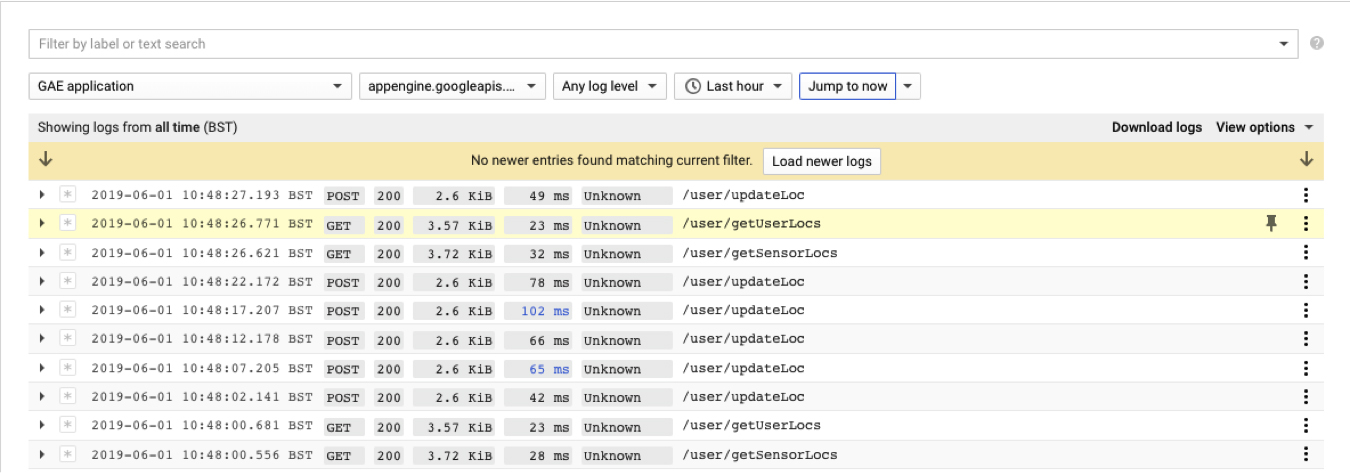 Filter by label or text search
GAE application appengine.googleapis.... Any log level Last hour Jump to now
Showing logs from all time (BST) Download logs View options
No newer entries found matching current filter. Load newer logs
* 2019-06-01 10:48:27.193 BST POST 200 2.6 KiB 49 ms Unknown /user/updateLoc
* 2019-06-01 10:48:26.771 BST GET 200 3.57 KiB 23 ms Unknown /user/getUserLocs
* 2019-06-01 10:48:26.621 BST GET 200 3.72 KiB 32 ms Unknown /user/getSensorLocs
* 2019-06-01 10:48:22.172 BST POST 200 2.6 KiB 78 ms Unknown /user/updateLoc
* 2019-06-01 10:48:17.207 BST POST 200 2.6 KiB 102 ms Unknown /user/updateLoc
* 2019-06-01 10:48:12.178 BST POST 200 2.6 KiB 66 ms Unknown /user/updateLoc
* 2019-06-01 10:48:07.205 BST POST 200 2.6 KiB 65 ms Unknown /user/updateLoc
* 2019-06-01 10:48:02.141 BST POST 200 2.6 KiB 42 ms Unknown /user/updateLoc
* 2019-06-01 10:48:00.681 BST GET 200 3.57 KiB 23 ms Unknown /user/getUserLocs
* 2019-06-01 10:48:00.556 BST GET 200 3.72 KiB 28 ms Unknown /user/getSensorLocs